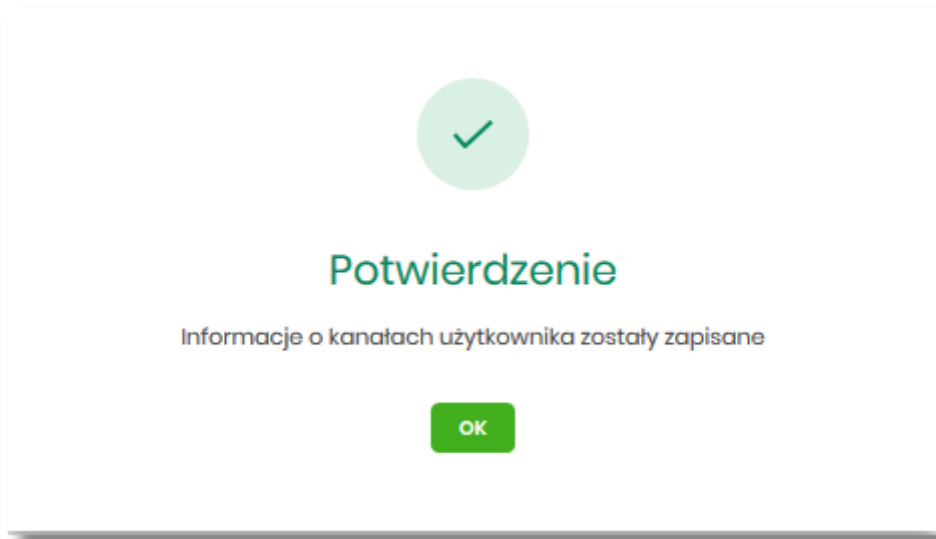 Potwierdzenie
Informacje o kanałach użytkownika zostały zapisane
OK